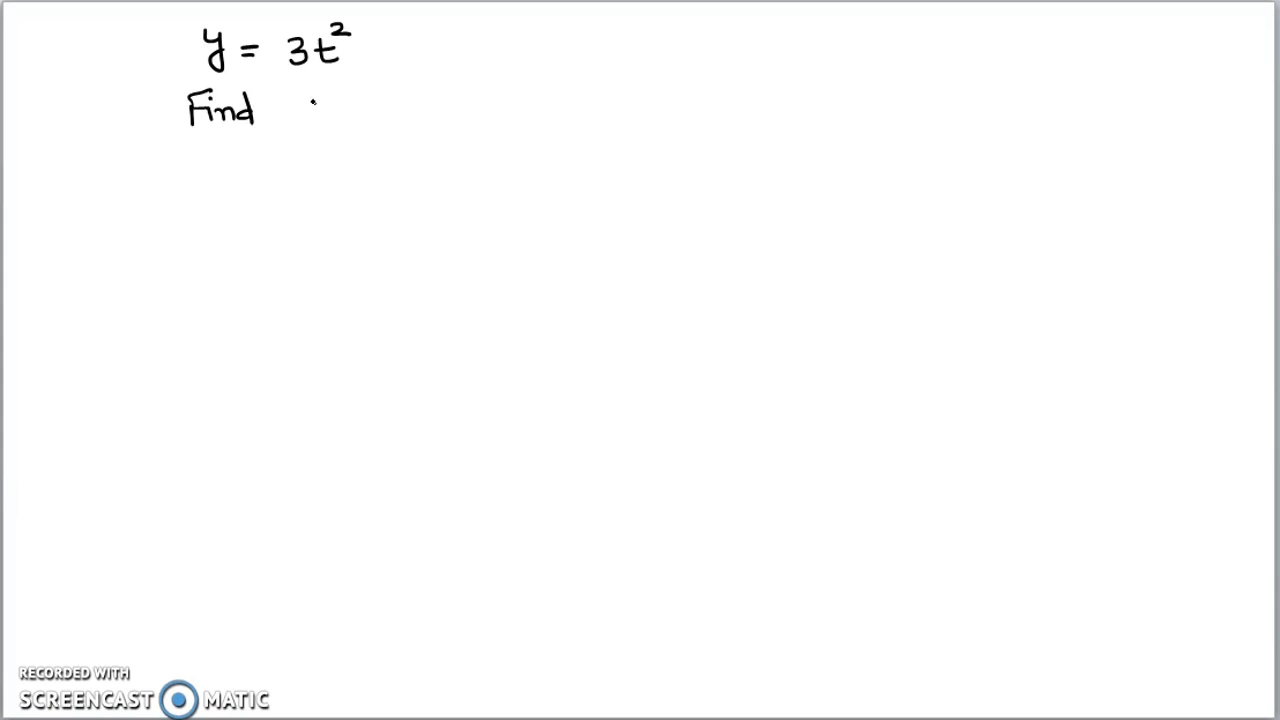 y = 3t²
Find
RECORDED WITH
SCREENCAST MATIC